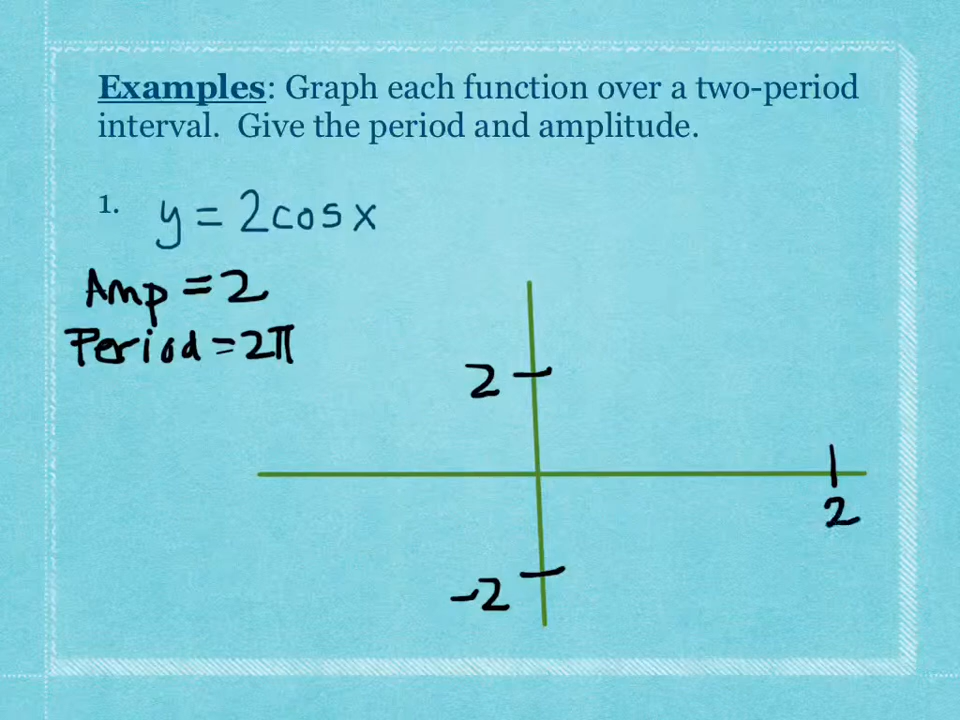 Examples: Graph each function over a two-period
interval. Give the period and amplitude.
1. y = 2cosx
Amp = 2
Period = 2π
2
2
-2